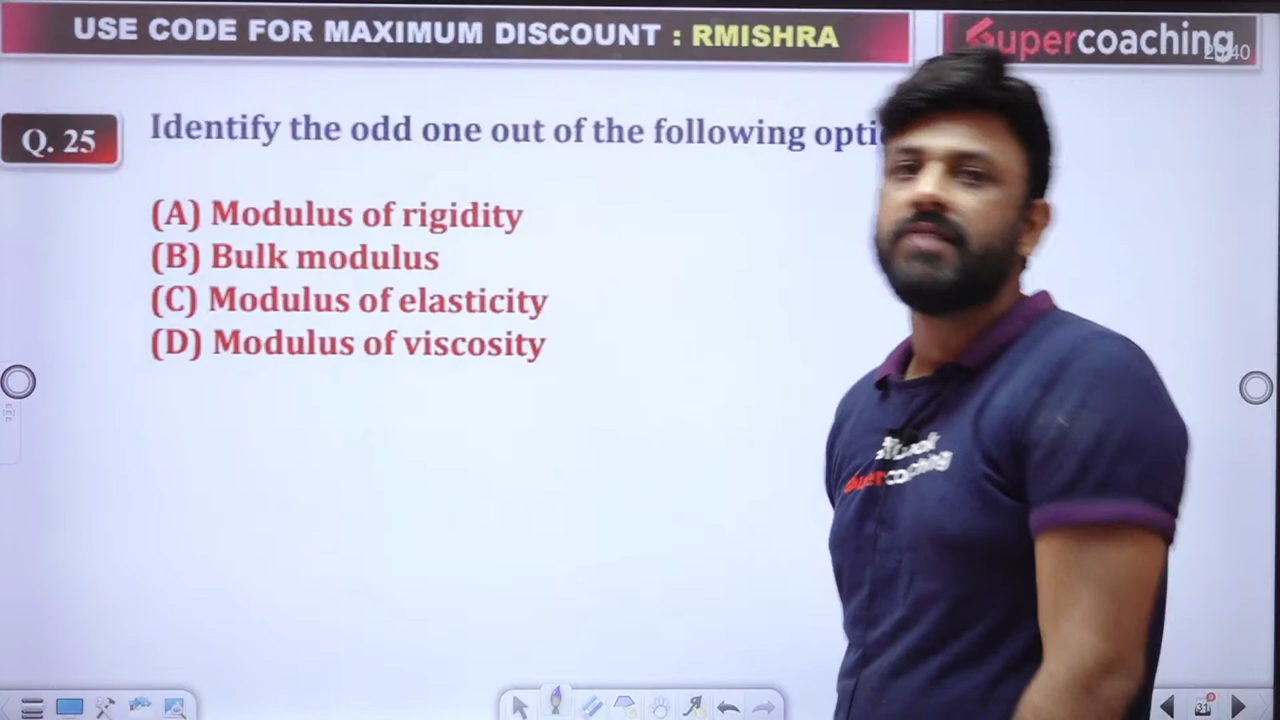 USE CODE FOR MAXIMUM DISCOUNT : RMISHRA
Supercoaching
Q. 25
Identify the odd one out of the following opti
(A) Modulus of rigidity
(B) Bulk modulus
(C) Modulus of elasticity
(D) Modulus of viscosity
31